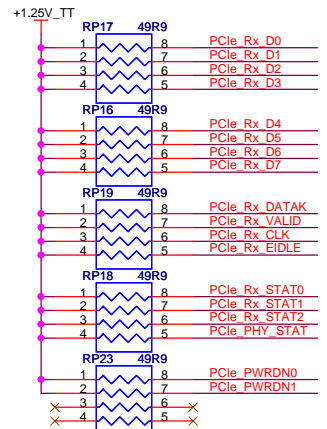 +1.25V_TT
RP17 49R9
1 8 PCIe_Rx_D0
2 7 PCIe_Rx_D1
3 6 PCIe_Rx_D2
4 5 PCIe_Rx_D3
RP16 49R9
1 8 PCIe_Rx_D4
2 7 PCIe_Rx_D5
3 6 PCIe_Rx_D6
4 5 PCIe_Rx_D7
RP19 49R9
1 8 PCIe_Rx_DATAK
2 7 PCIe_Rx_VALID
3 6 PCIe_Rx_CLK
4 5 PCIe_Rx_EIDLE
RP18 49R9
1 8 PCIe_Rx_STAT0
2 7 PCIe_Rx_STAT1
3 6 PCIe_Rx_STAT2
4 5 PCIe_PHY_STAT
RP23 49R9
1 8 PCIe_PWRDN0
2 7 PCIe_PWRDN1
3 6
4 5